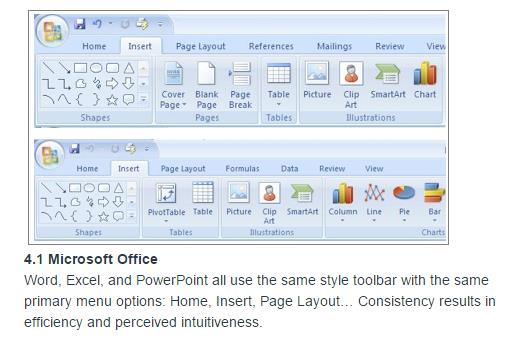 Home Insert Page Layout References Mailings Review View
Cover Page Blank Page Page Break Table Picture Clip Art SmartArt Chart
Shapes Pages Tables Illustrations
Home Insert Page Layout Formulas Data Review View
PivotTable Table Picture Clip Art SmartArt Column Line Pie Bar
Shapes Tables Illustrations Charts
4.1 Microsoft Office
Word, Excel, and PowerPoint all use the same style toolbar with the same
primary menu options: Home, Insert, Page Layout... Consistency results in
efficiency and perceived intuitiveness.